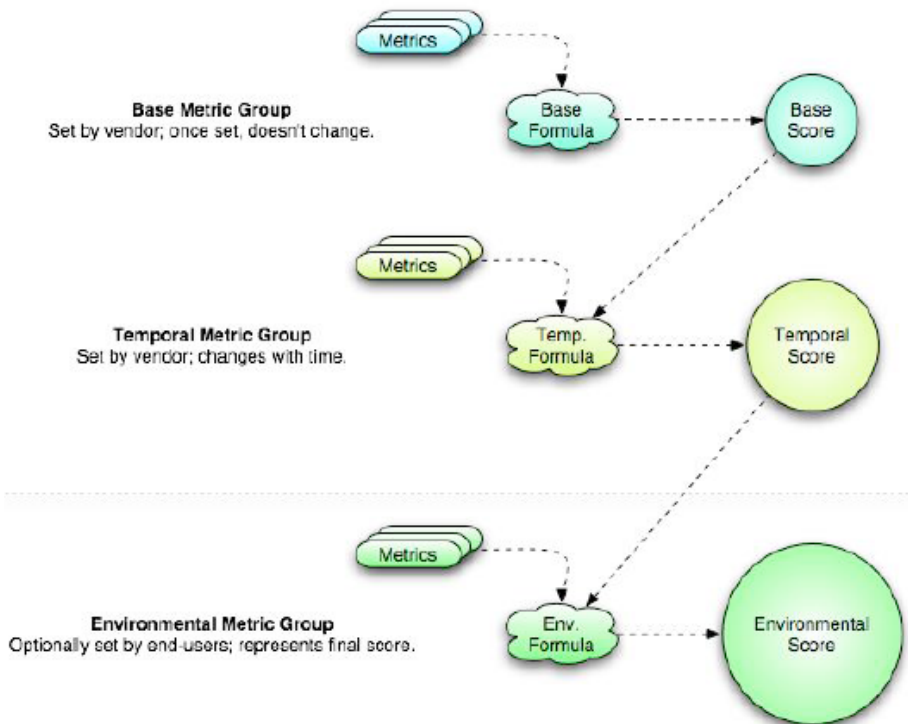 Metrics
Base Metric Group
Set by vendor; once set, doesn't change.
Base
Formula
Base
Score
Metrics
Temporal Metric Group
Set by vendor; changes with time.
Temp.
Formula
Temporal
Score
Metrics
Environmental Metric Group
Optionally set by end-users; represents final score.
Env.
Formula
Environmental
Score